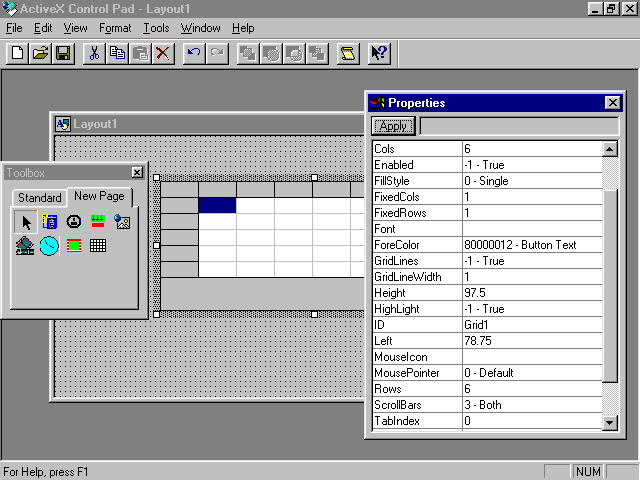 ActiveX Control Pad - Layout1
File Edit View Format Tools Window Help
Layout1
Toolbox
Standard New Page
Properties
Apply
Cols 6
Enabled -1 - True
FillStyle 0 - Single
FixedCols 1
FixedRows 1
Font
ForeColor 80000012 - Button Text
GridLines -1 - True
GridLineWidth 1
Height 97.5
HighLight -1 - True
ID Grid1
Left 78.75
MouseIcon
MousePointer 0 - Default
Rows 6
ScrollBars 3 - Both
TabIndex 0
For Help, press F1
NUM